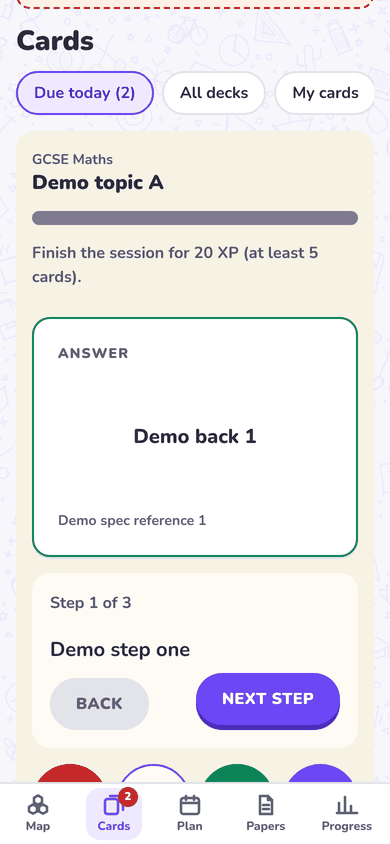 Cards
Due today (2)
All decks
My cards
GCSE Maths
Demo topic A
Finish the session for 20 XP (at least 5
cards).
ANSWER
Demo back 1
Demo spec reference 1
Step 1 of 3
Demo step one
BACK
NEXT STEP
2
Map
Cards
Plan
Papers
Progress